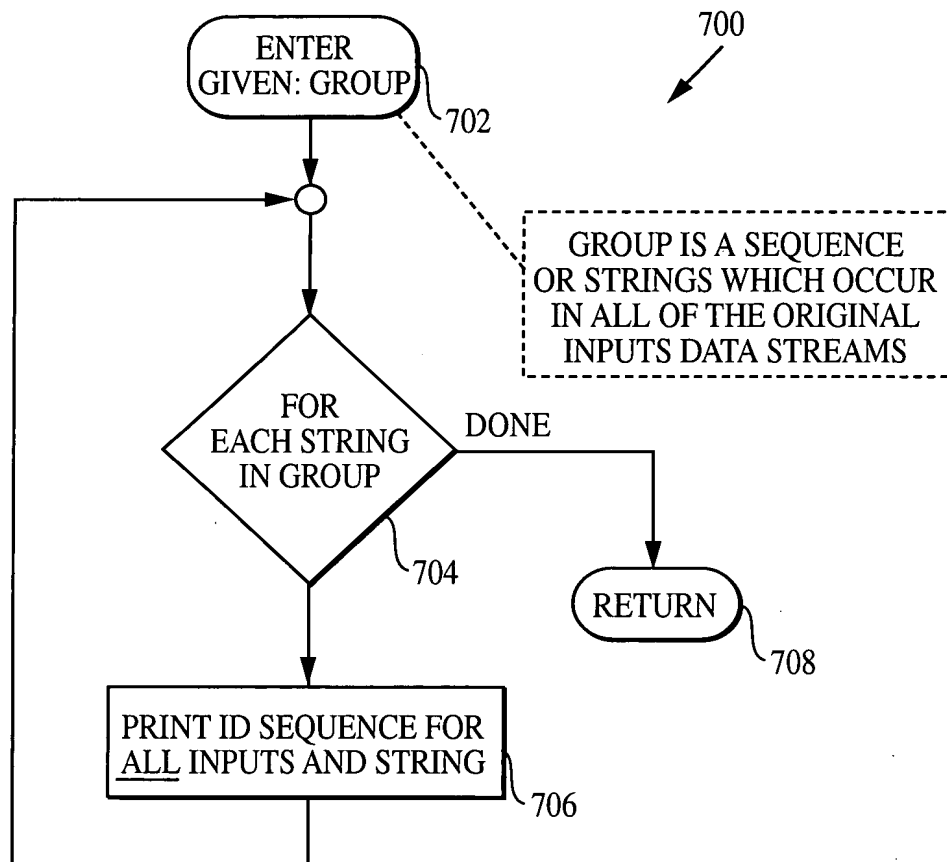 ENTER
GIVEN: GROUP
700
702
GROUP IS A SEQUENCE
OR STRINGS WHICH OCCUR
IN ALL OF THE ORIGINAL
INPUTS DATA STREAMS
FOR
EACH STRING
IN GROUP
DONE
704
RETURN
708
PRINT ID SEQUENCE FOR
ALL INPUTS AND STRING
706